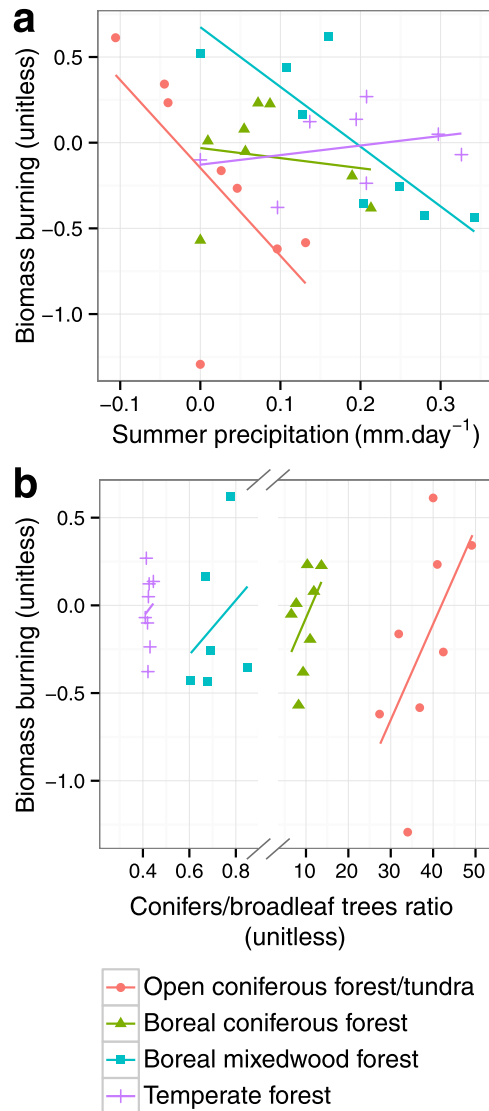 a
Biomass burning (unitless)
0.5
0.0
−0.5
−1.0
−0.1 0.0 0.1 0.2 0.3
Summer precipitation (mm.day⁻¹)
b
Biomass burning (unitless)
0.5
0.0
−0.5
−1.0
0.4 0.6 0.8 10 20 30 40 50
Conifers/broadleaf trees ratio
(unitless)
Open coniferous forest/tundra
Boreal coniferous forest
Boreal mixedwood forest
Temperate forest